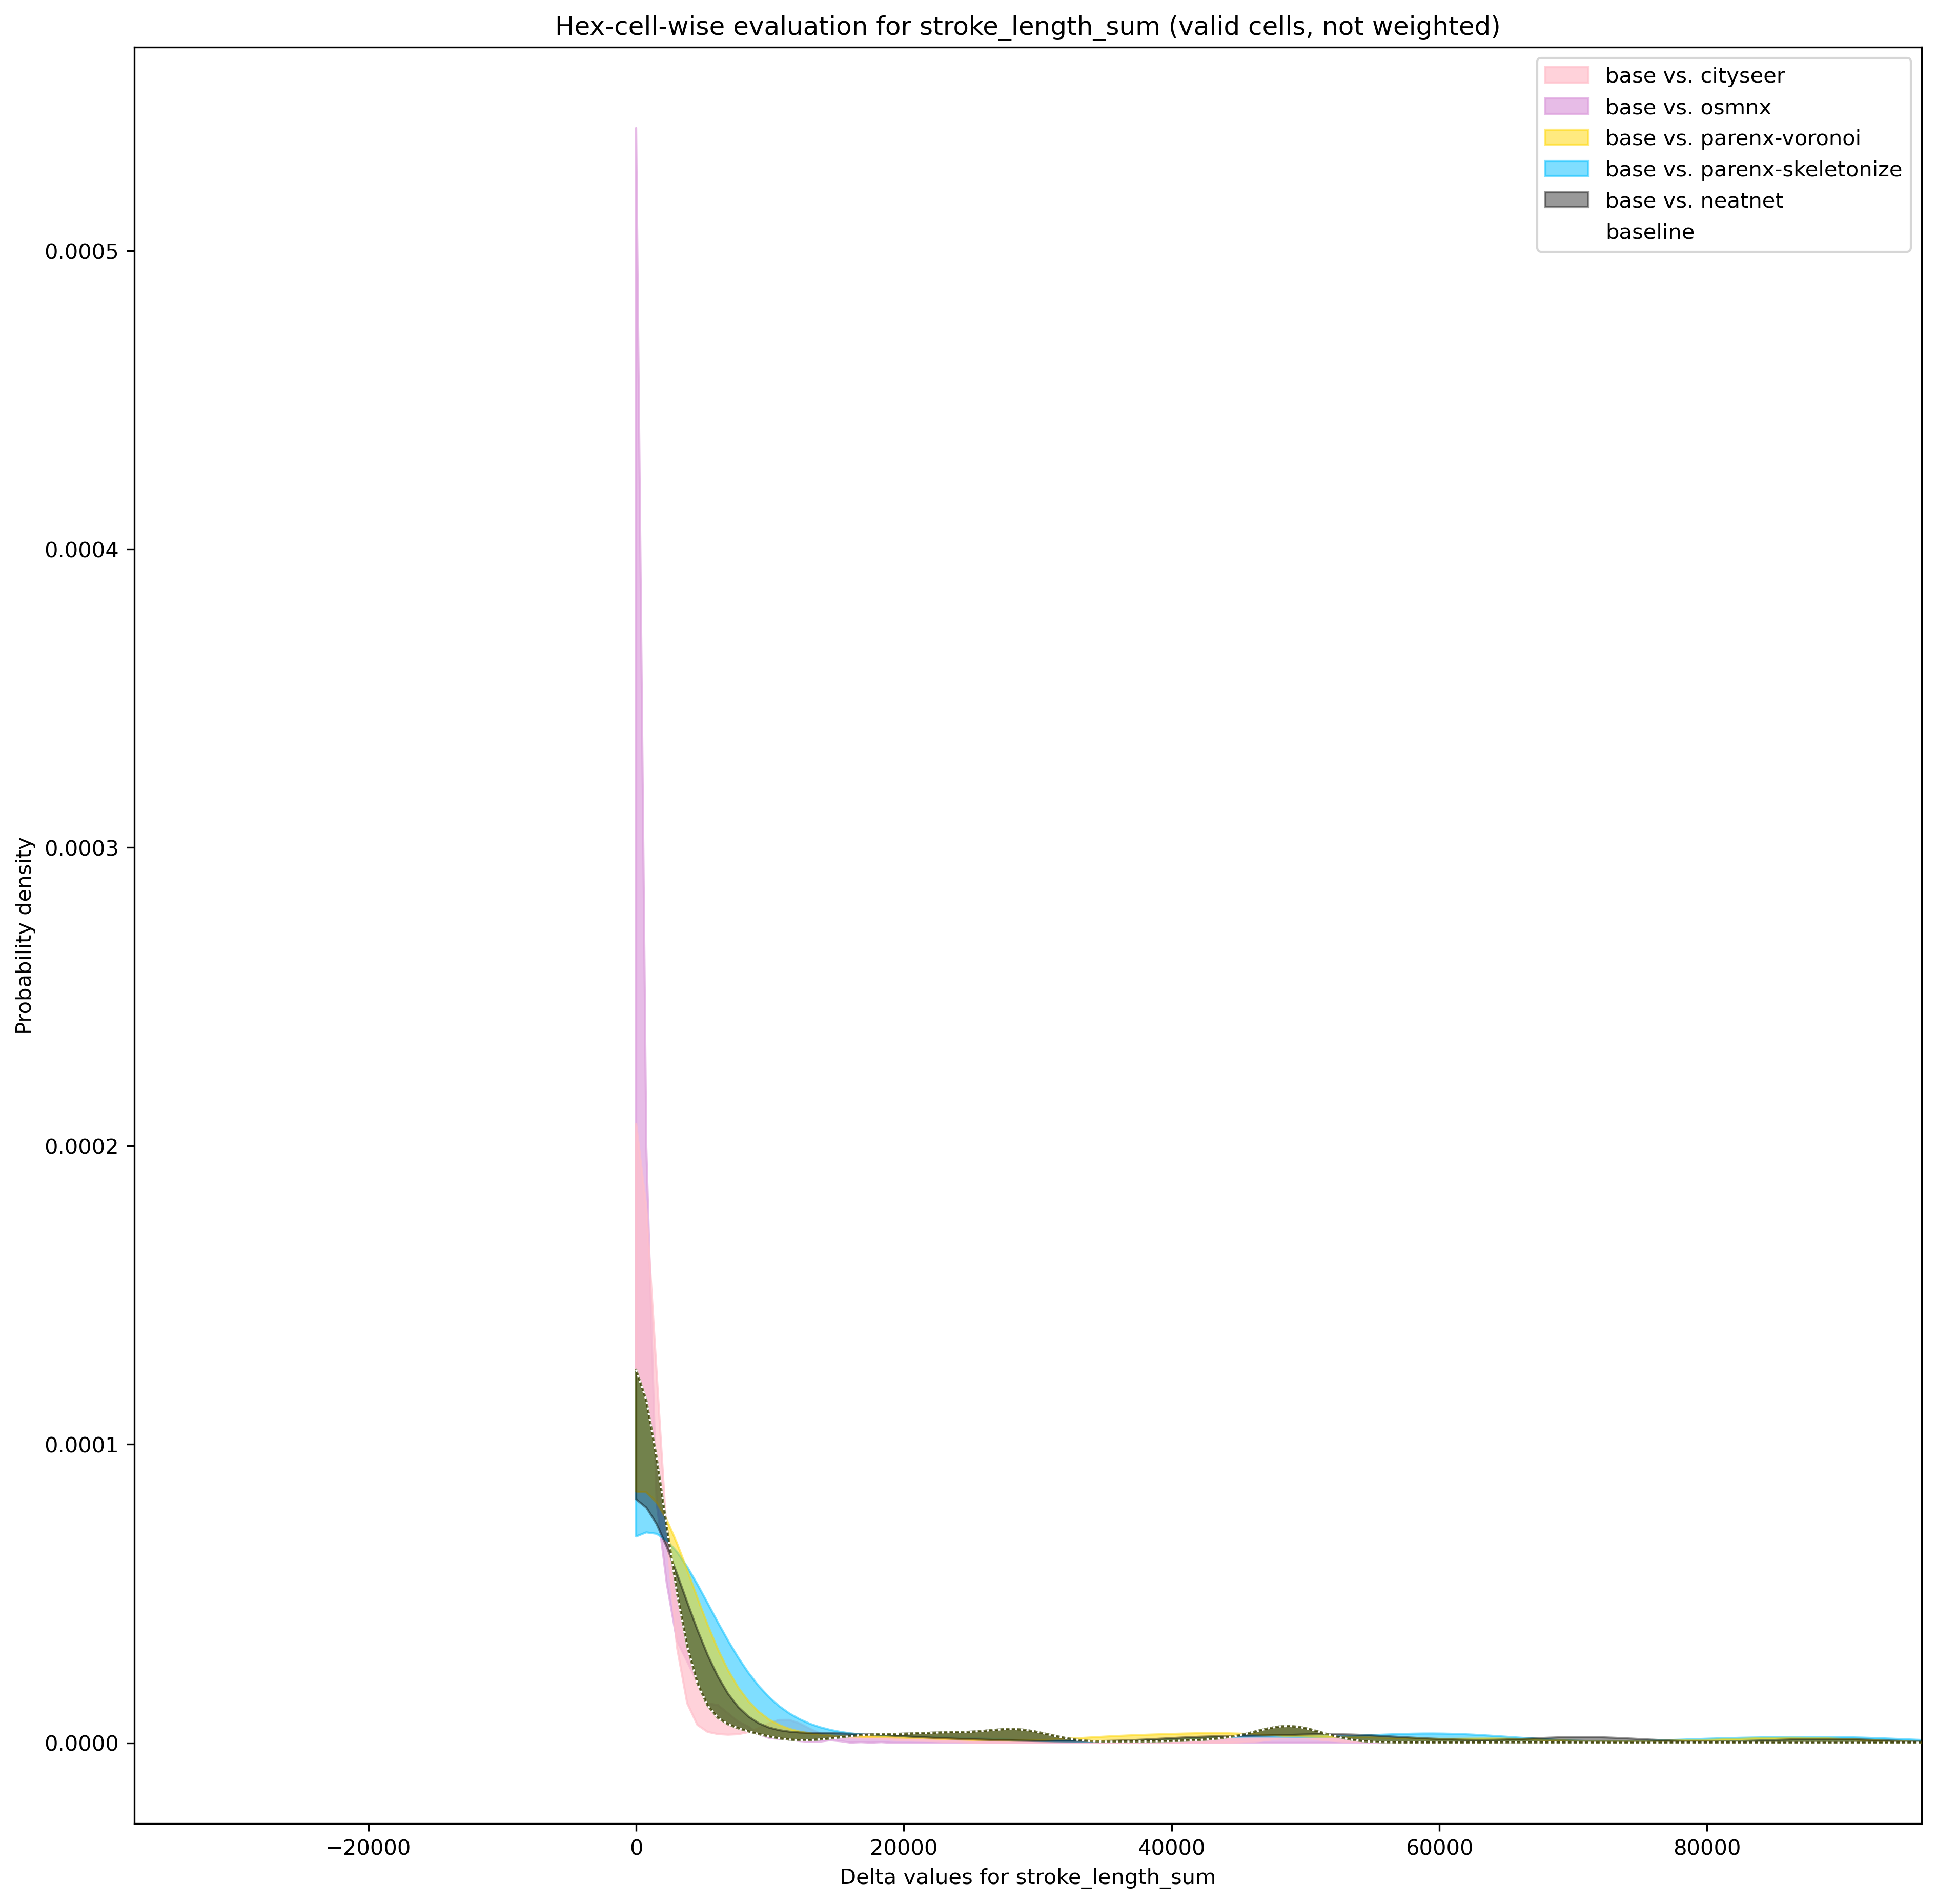 Hex-cell-wise evaluation for stroke_length_sum (valid cells, not weighted)
base vs. cityseer
base vs. osmnx
base vs. parenx-voronoi
base vs. parenx-skeletonize
base vs. neatnet
baseline
Probability density
0.0005
0.0004
0.0003
0.0002
0.0001
0.0000
−20000
0
20000
40000
60000
80000
Delta values for stroke_length_sum